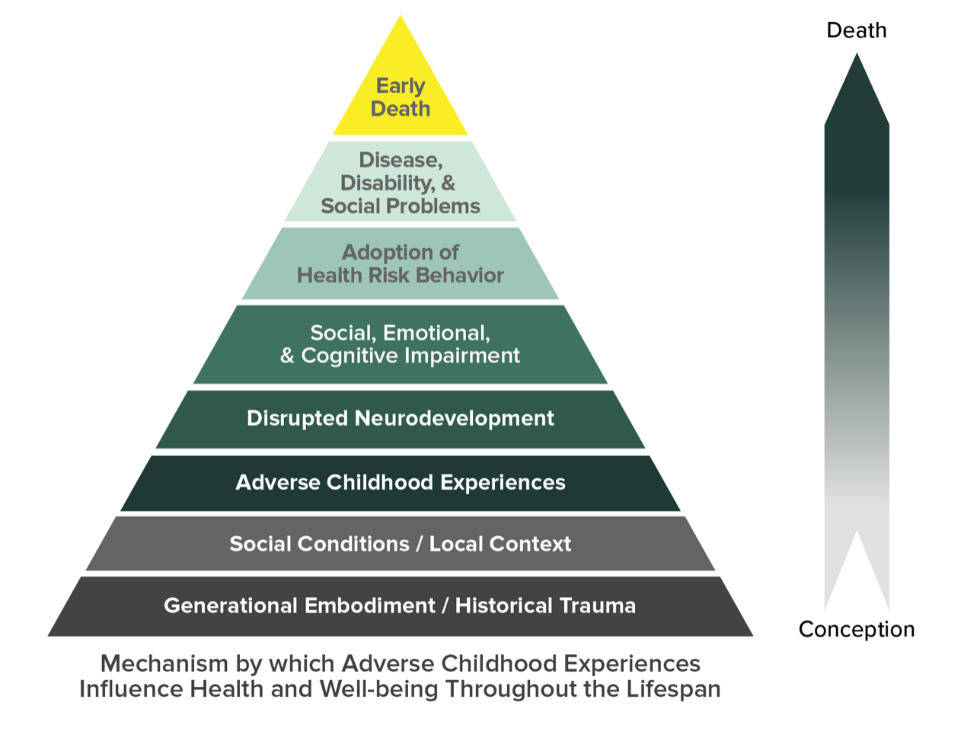 Death
Early
Death
Disease,
Disability, &
Social Problems
Adoption of
Health Risk Behavior
Social, Emotional,
& Cognitive Impairment
Disrupted Neurodevelopment
Adverse Childhood Experiences
Social Conditions / Local Context
Generational Embodiment / Historical Trauma
Conception
Mechanism by which Adverse Childhood Experiences
Influence Health and Well-being Throughout the Lifespan